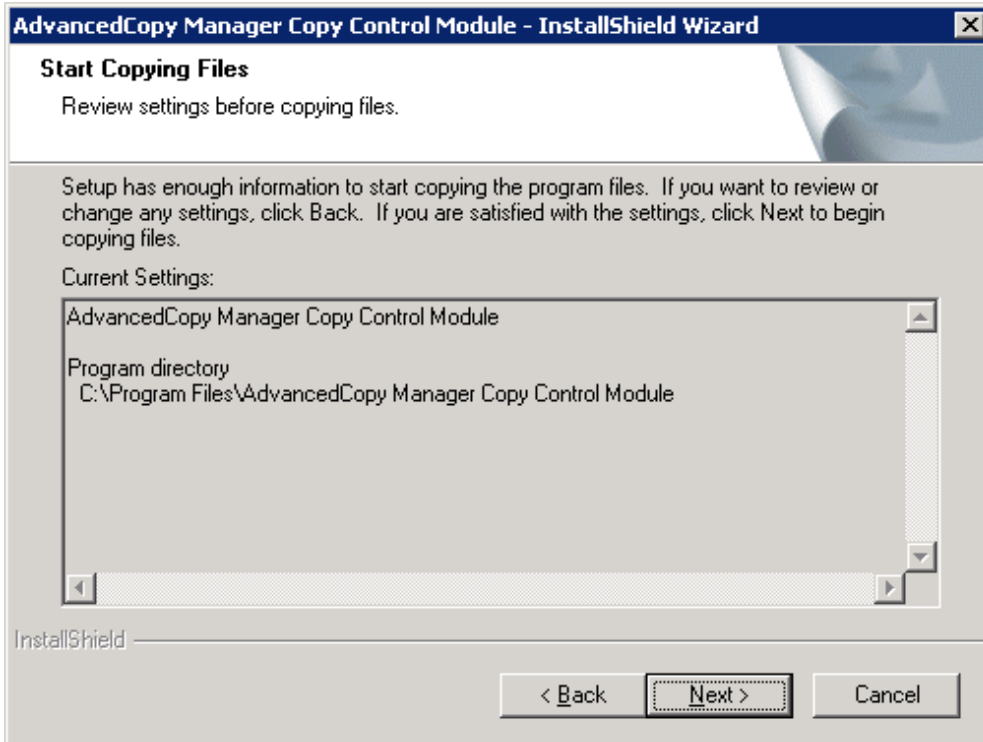 AdvancedCopy Manager Copy Control Module - InstallShield Wizard
Start Copying Files
Review settings before copying files.
Setup has enough information to start copying the program files.  If you want to review or
change any settings, click Back.  If you are satisfied with the settings, click Next to begin
copying files.
Current Settings:
AdvancedCopy Manager Copy Control Module
Program directory
C:\Program Files\AdvancedCopy Manager Copy Control Module
InstallShield
< Back Next > Cancel